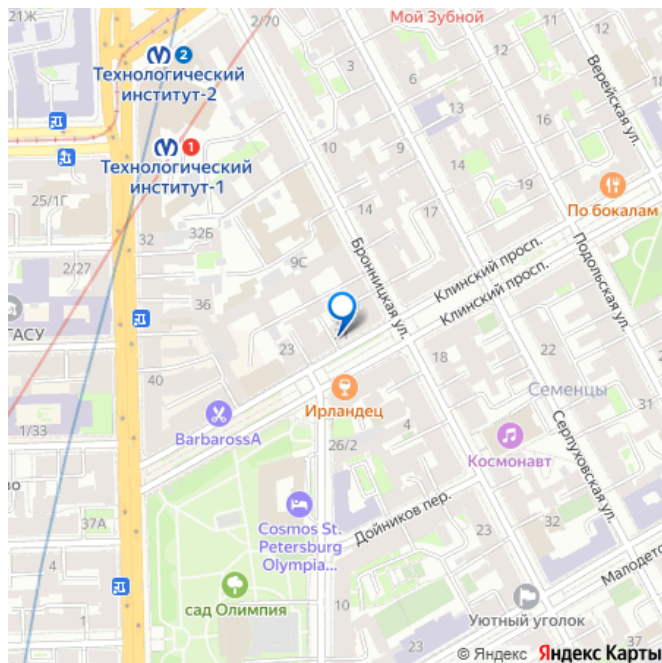 21Ж
2/70
Мой Зубной
11
2
Технологический
институт-2
3
6
Верейская ул.
13
16
1
Технологический
институт-1
10
9
19
25/1Г
14
17
По бокалам
32
32Б
9С
Бронницкая ул.
Клинский просп.
Клинский просп.
Подольская ул.
2/27
36
ГАСУ
23
18
22
40
Ирландец
Семенцы
31
BarbarossA
1/33
26/2
4
Космонавт
Серпуховская ул.
во
37А
Cosmos St.
Petersburg
Olympia...
Дойников пер.
23
32
4
Малодетс
сад Олимпия
10
Уютный уголок
© Яндекс Яндекс Карты